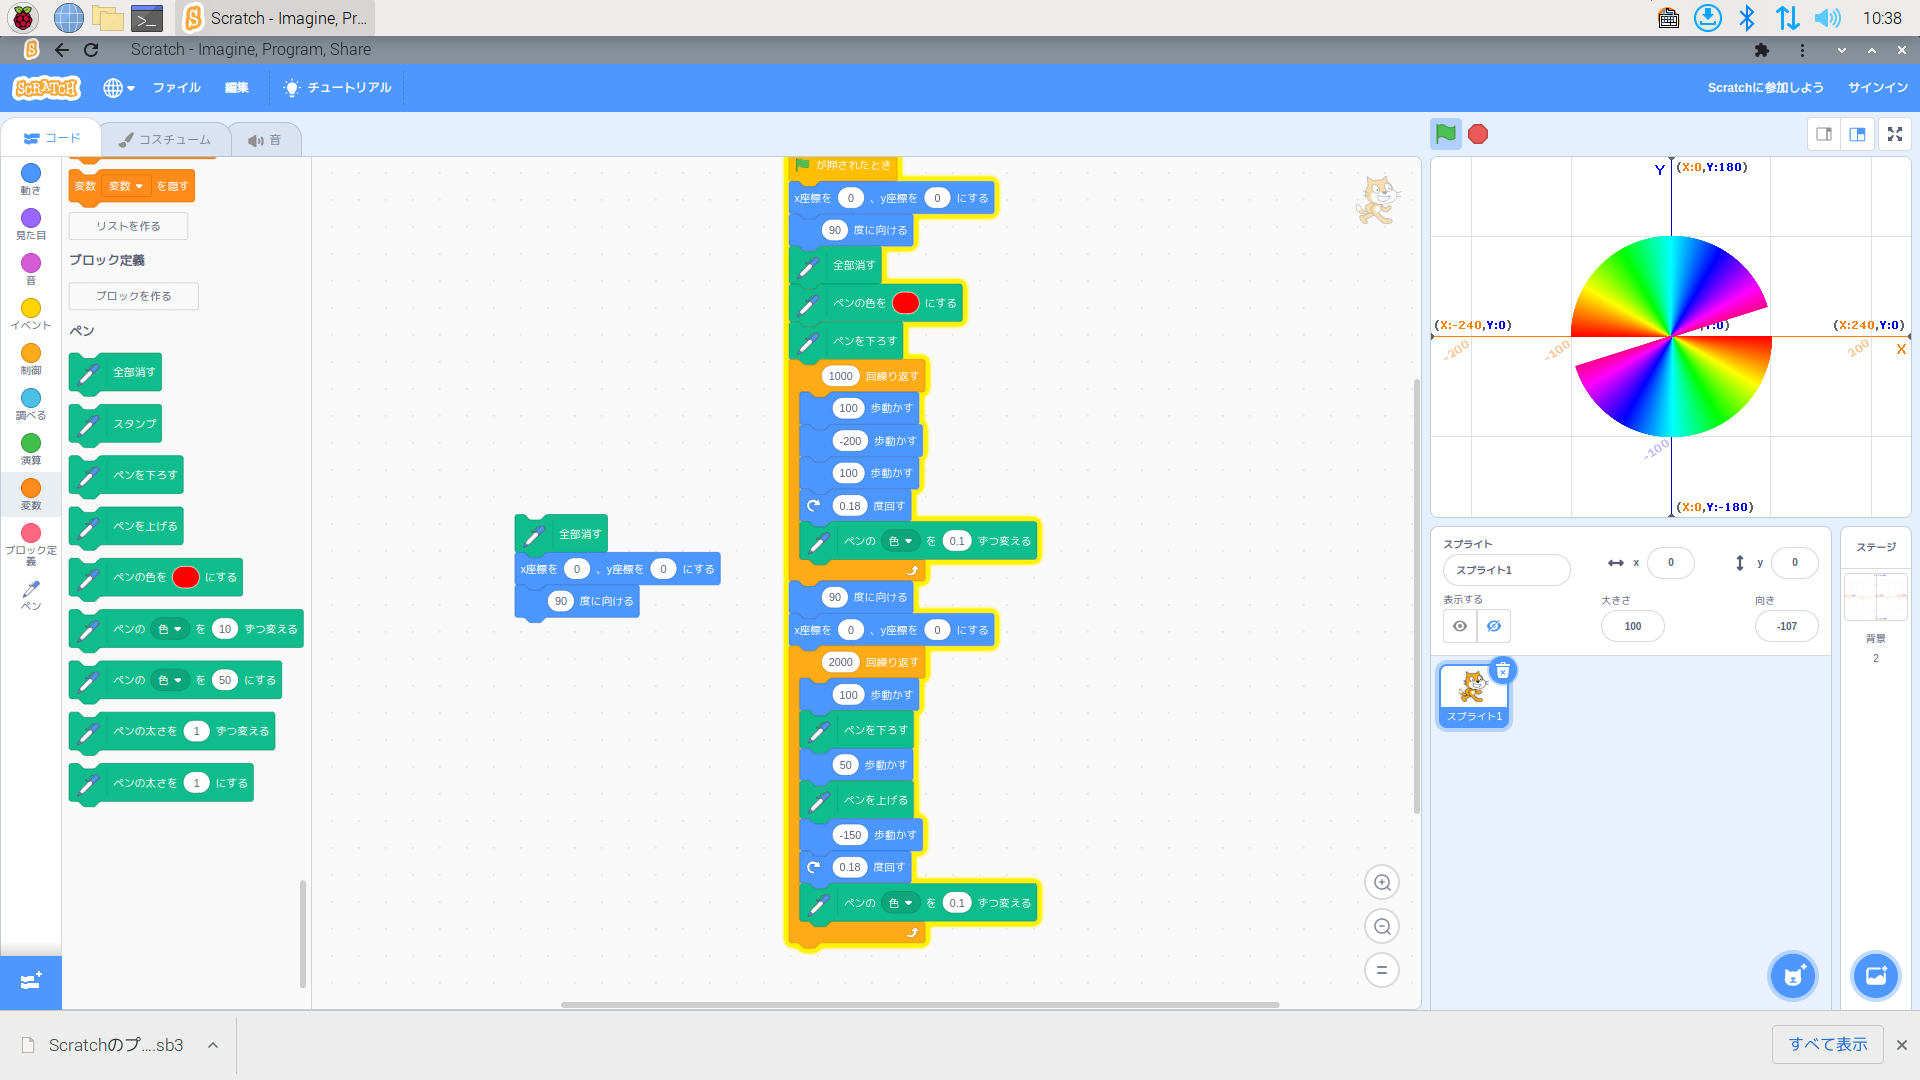 Scratch - Imagine, Pr...
10:38
Scratch - Imagine, Program, Share
SCRATCH
ファイル
編集
チュートリアル
Scratchに参加しよう
サインイン
コード
コスチューム
音
動き
見た目
音
イベント
制御
調べる
演算
変数
ブロック定義
ペン
変数 変数 を隠す
リストを作る
ブロック定義
ブロックを作る
ペン
全部消す
スタンプ
ペンを下ろす
ペンを上げる
ペンの色を にする
ペンの 色 を 10 ずつ変える
ペンの 色 を 50 にする
ペンの太さを 1 ずつ変える
ペンの太さを 1 にする
全部消す
x座標を 0 、y座標を 0 にする
90 度に向ける
が押されたとき
x座標を 0 、y座標を 0 にする
90 度に向ける
全部消す
ペンの色を にする
ペンを下ろす
1000 回繰り返す
100 歩動かす
-200 歩動かす
100 歩動かす
0.18 度回す
ペンの 色 を 0.1 ずつ変える
90 度に向ける
x座標を 0 、y座標を 0 にする
2000 回繰り返す
100 歩動かす
ペンを下ろす
50 歩動かす
ペンを上げる
-150 歩動かす
0.18 度回す
ペンの 色 を 0.1 ずつ変える
Y (X:0,Y:180)
(X:-240,Y:0)
:0)
(X:240,Y:0)
-200
-100
200
X
-100
(X:0,Y:-180)
スプライト
スプライト1
x 0
y 0
表示する
大きさ
100
向き
-107
スプライト1
ステージ
背景
2
Scratchのプ....sb3
すべて表示